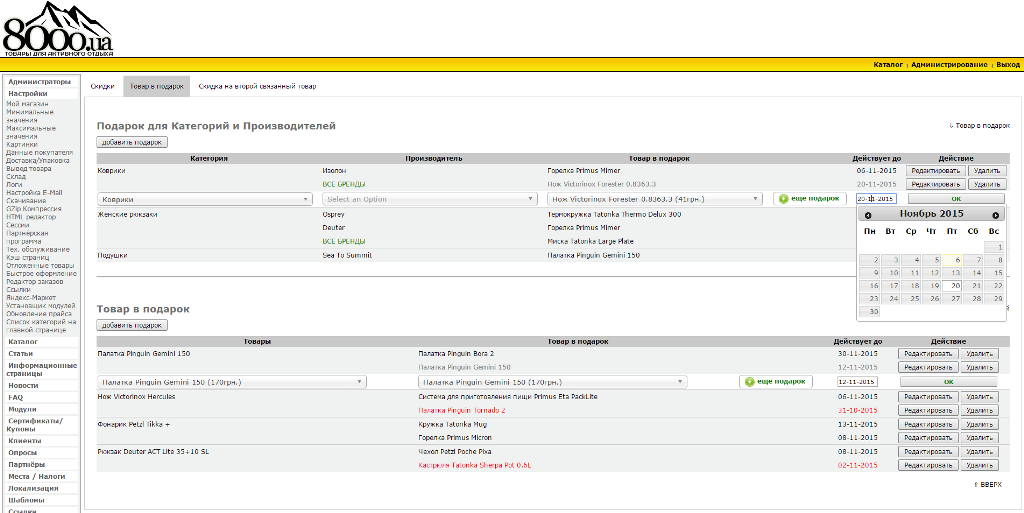 8000.ua
ТОВАРЫ ДЛЯ АКТИВНОГО ОТДЫХА
Каталог | Администрирование | Выход
Администраторы
Настройки
Мой магазин
Минимальные
значения
Максимальные
значения
Картинки
Данные покупателя
Доставка/Упаковка
Вывод товара
Склад
Логи
Настройка E-Mail
Скачивание
GZip Компрессия
HTML редактор
Сессии
Партнёрская
программа
Тех. обслуживание
Кэш страниц
Отложенные товары
Быстрое оформление
Редактор заказов
Ссылки
Яндекс-Маркет
Установщик модулей
Обновление прайса
Список категорий на
главной странице
Каталог
Статьи
Информационные
страницы
Новости
FAQ
Модули
Сертификаты/
Купоны
Клиенты
Опросы
Партнёры
Места / Налоги
Локализация
Шаблоны
Ссылки
Скидки Товар в подарок Скидка на второй связанный товар
Подарок для Категорий и Производителей
↓ Товар в подарок
добавить подарок
Категория Производитель Товар в подарок Действует до Действие
Коврики Изолон Горелка Primus Mimer 06-11-2015 Редактировать Удалить
ВСЕ БРЕНДЫ Нож Victorinox Forester 0.8363.3 20-11-2015 Редактировать Удалить
Коврики Select an Option Нож Victorinox Forester 0.8363.3 (41грн.) еще подарок 20-11-2015 ОК
Женские рюкзаки Osprey Термокружка Tatonka Thermo Delux 300
Deuter Горелка Primus Mimer
ВСЕ БРЕНДЫ Миска Tatonka Large Plate
Подушки Sea To Summit Палатка Pinguin Gemini 150
Ноябрь 2015
Пн Вт Ср Чт Пт Сб Вс
1
2 3 4 5 6 7 8
9 10 11 12 13 14 15
16 17 18 19 20 21 22
23 24 25 26 27 28 29
30
Товар в подарок
добавить подарок
Товары Товар в подарок Действует до Действие
Палатка Pinguin Gemini 150 Палатка Pinguin Bora 2 30-11-2015 Редактировать Удалить
Палатка Pinguin Gemini 150 12-11-2015 Редактировать Удалить
Палатка Pinguin Gemini 150 (170грн.) Палатка Pinguin Gemini 150 (170грн.) еще подарок 12-11-2015 ОК
Нож Victorinox Hercules Система для приготовления пищи Primus Eta PackLite 06-11-2015 Редактировать Удалить
Палатка Pinguin Tornado 2 31-10-2015 Редактировать Удалить
Фонарик Petzl Tikka + Кружка Tatonka Mug 13-11-2015 Редактировать Удалить
Горелка Primus Micron 08-11-2015 Редактировать Удалить
Рюкзак Deuter ACT Lite 35+10 SL Чехол Petzl Poche Pixa 08-11-2015 Редактировать Удалить
Кастрюля Tatonka Sherpa Pot 0,6L 02-11-2015 Редактировать Удалить
↑ ВВЕРХ